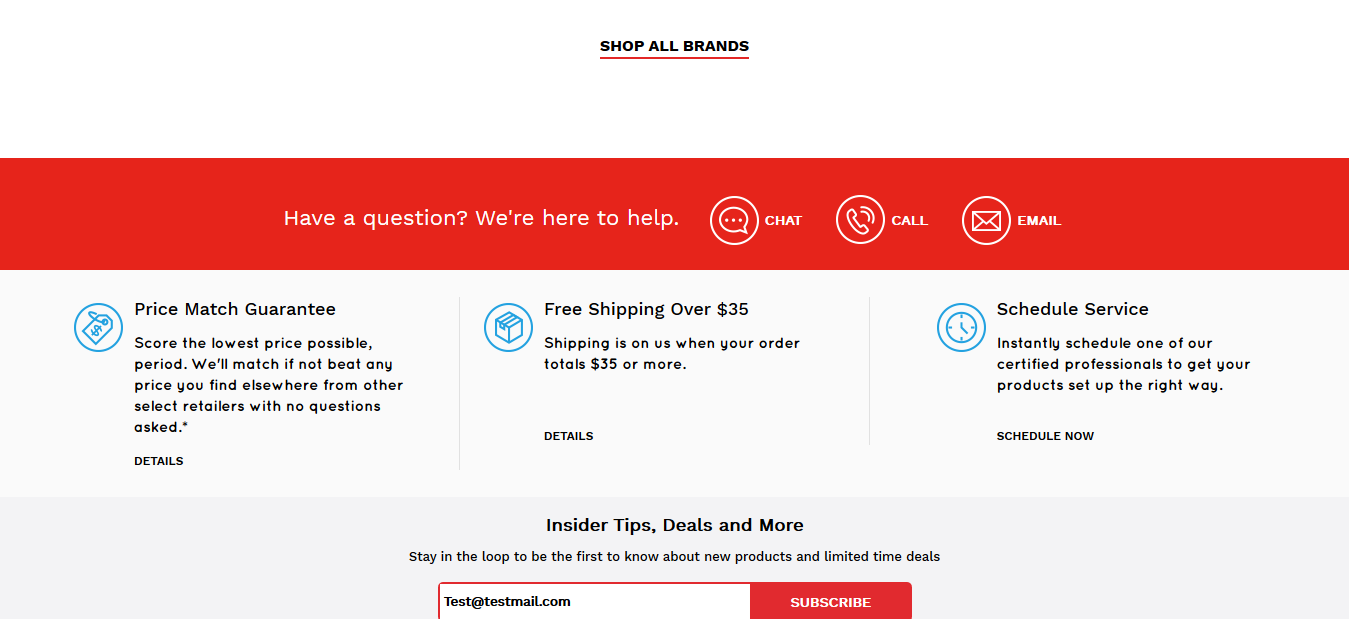 SHOP ALL BRANDS
Have a question? We're here to help.
CHAT
CALL
EMAIL
Price Match Guarantee
Score the lowest price possible,
period. We'll match if not beat any
price you find elsewhere from other
select retailers with no questions
asked.*
DETAILS
Free Shipping Over $35
Shipping is on us when your order
totals $35 or more.
DETAILS
Schedule Service
Instantly schedule one of our
certified professionals to get your
products set up the right way.
SCHEDULE NOW
Insider Tips, Deals and More
Stay in the loop to be the first to know about new products and limited time deals
Test@testmail.com
SUBSCRIBE